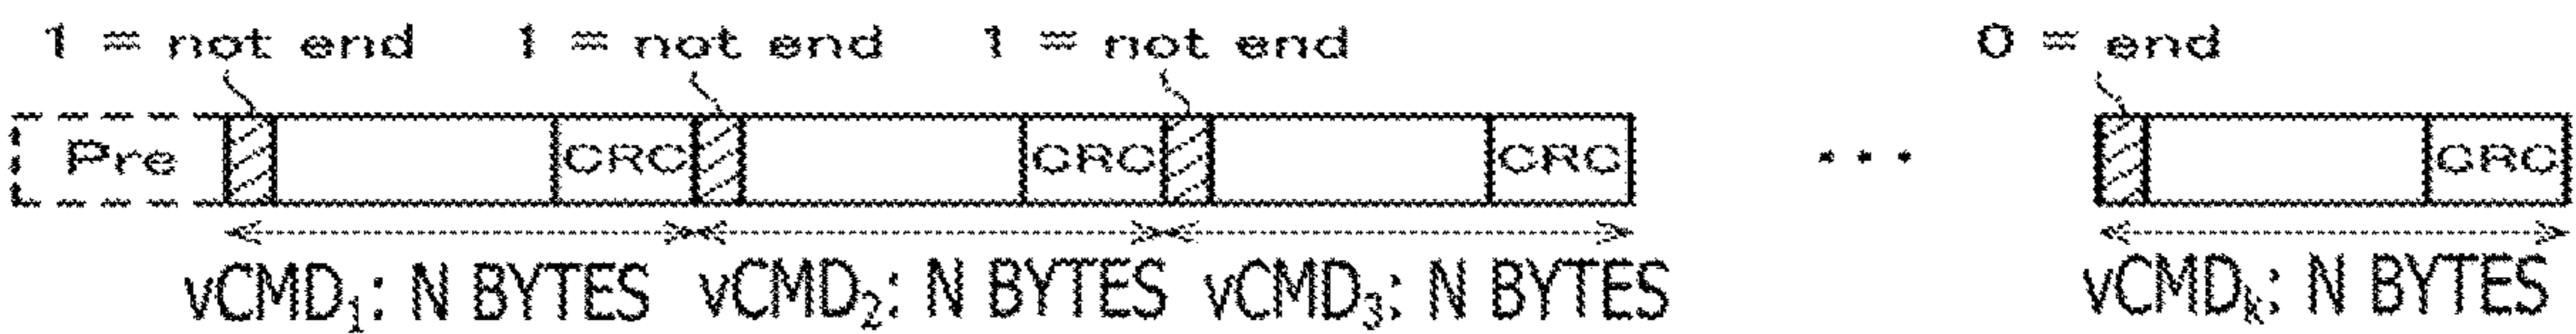 1 = not end 1 = not end 1 = not end 0 = end
Pre CRC CRC CRC ... CRC
vCMD₁: N BYTES vCMD₂: N BYTES vCMD₃: N BYTES vCMDₖ: N BYTES